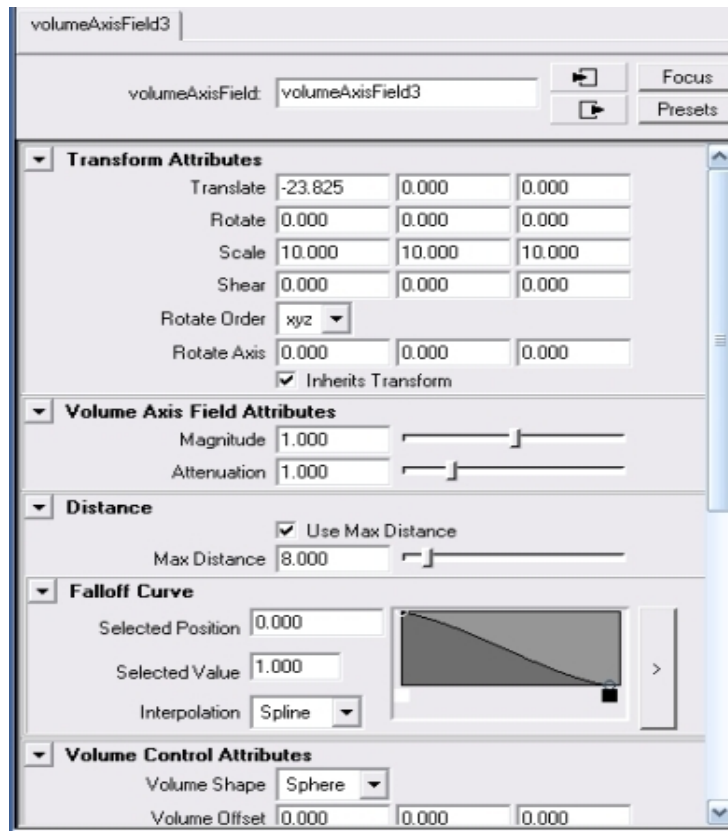 volumeAxisField3
volumeAxisField: volumeAxisField3
Focus
Presets
Transform Attributes
Translate -23.825 0.000 0.000
Rotate 0.000 0.000 0.000
Scale 10.000 10.000 10.000
Shear 0.000 0.000 0.000
Rotate Order xyz
Rotate Axis 0.000 0.000 0.000
Inherits Transform
Volume Axis Field Attributes
Magnitude 1.000
Attenuation 1.000
Distance
Use Max Distance
Max Distance 8.000
Falloff Curve
Selected Position 0.000
Selected Value 1.000
>
Interpolation Spline
Volume Control Attributes
Volume Shape Sphere
Volume Offset 0.000 0.000 0.000